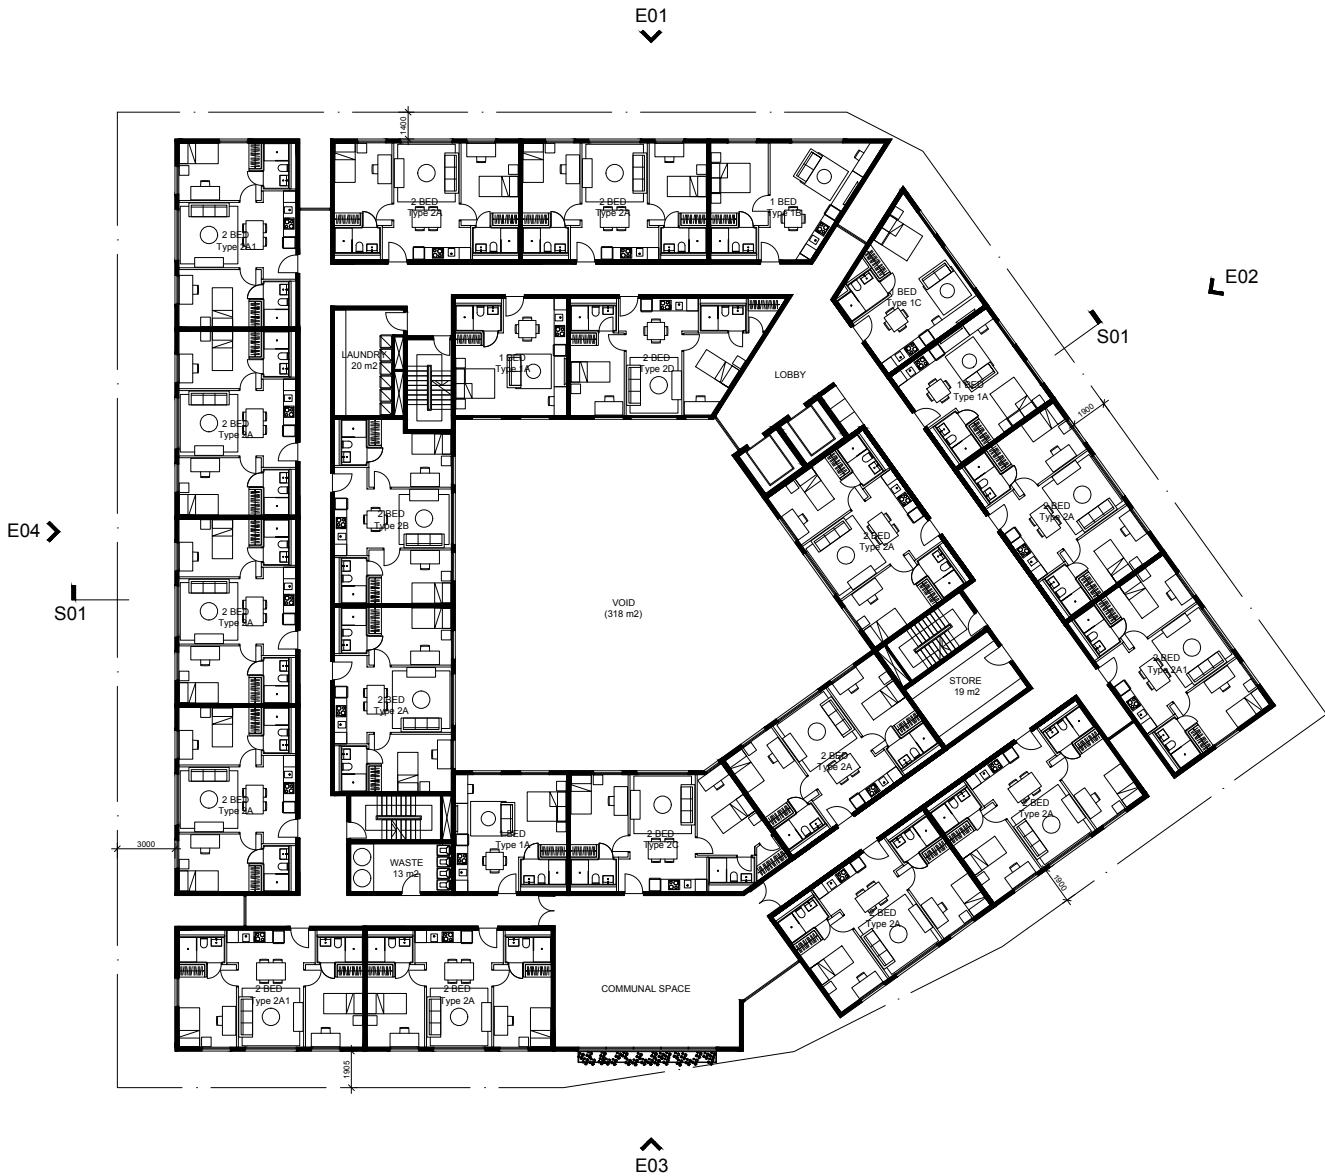 E01
1400
2 BED
Type 2A
2 BED
Type 2A
1 BED
Type 1B
2 BED
Type 2A1
E02
S01
BED
Type 1C
LAUNDRY
20 m2
1 BED
Type 1A
2 BED
Type 2D
LOBBY
1 BED
Type 1A
1900
2 BED
Type 2A
2 BED
Type 2B
2 BED
Type 2A
2 BED
Type 2A
E04
S01
VOID
(318 m2)
2 BED
Type 2A
2 BED
Type 2A1
STORE
19 m2
2 BED
Type 2A
2 BED
Type 2A
2 BED
Type 2A
2 BED
Type 2A
3000
WASTE
13 m2
1 BED
Type 1A
2 BED
Type 2C
1900
2 BED
Type 2A
2 BED
Type 2A1
2 BED
Type 2A
COMMUNAL SPACE
1905
E03